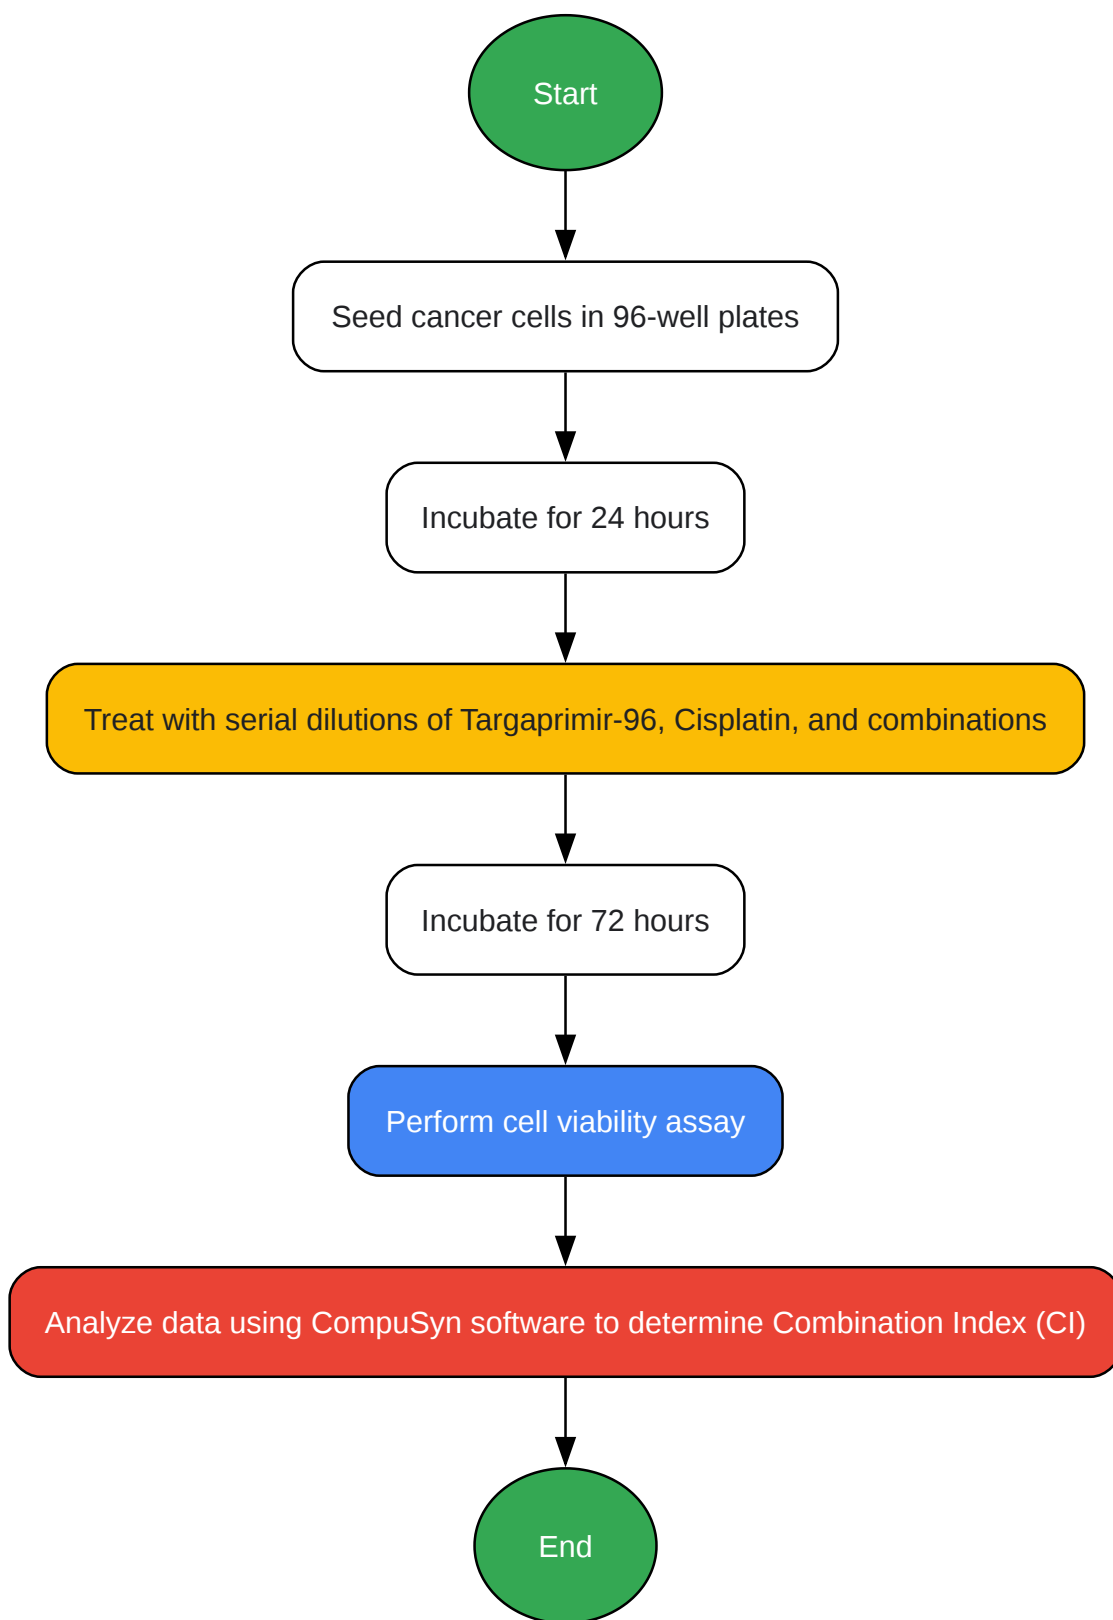 Start
Seed cancer cells in 96-well plates
Incubate for 24 hours
Treat with serial dilutions of Targaprimir-96, Cisplatin, and combinations
Incubate for 72 hours
Perform cell viability assay
Analyze data using CompuSyn software to determine Combination Index (CI)
End